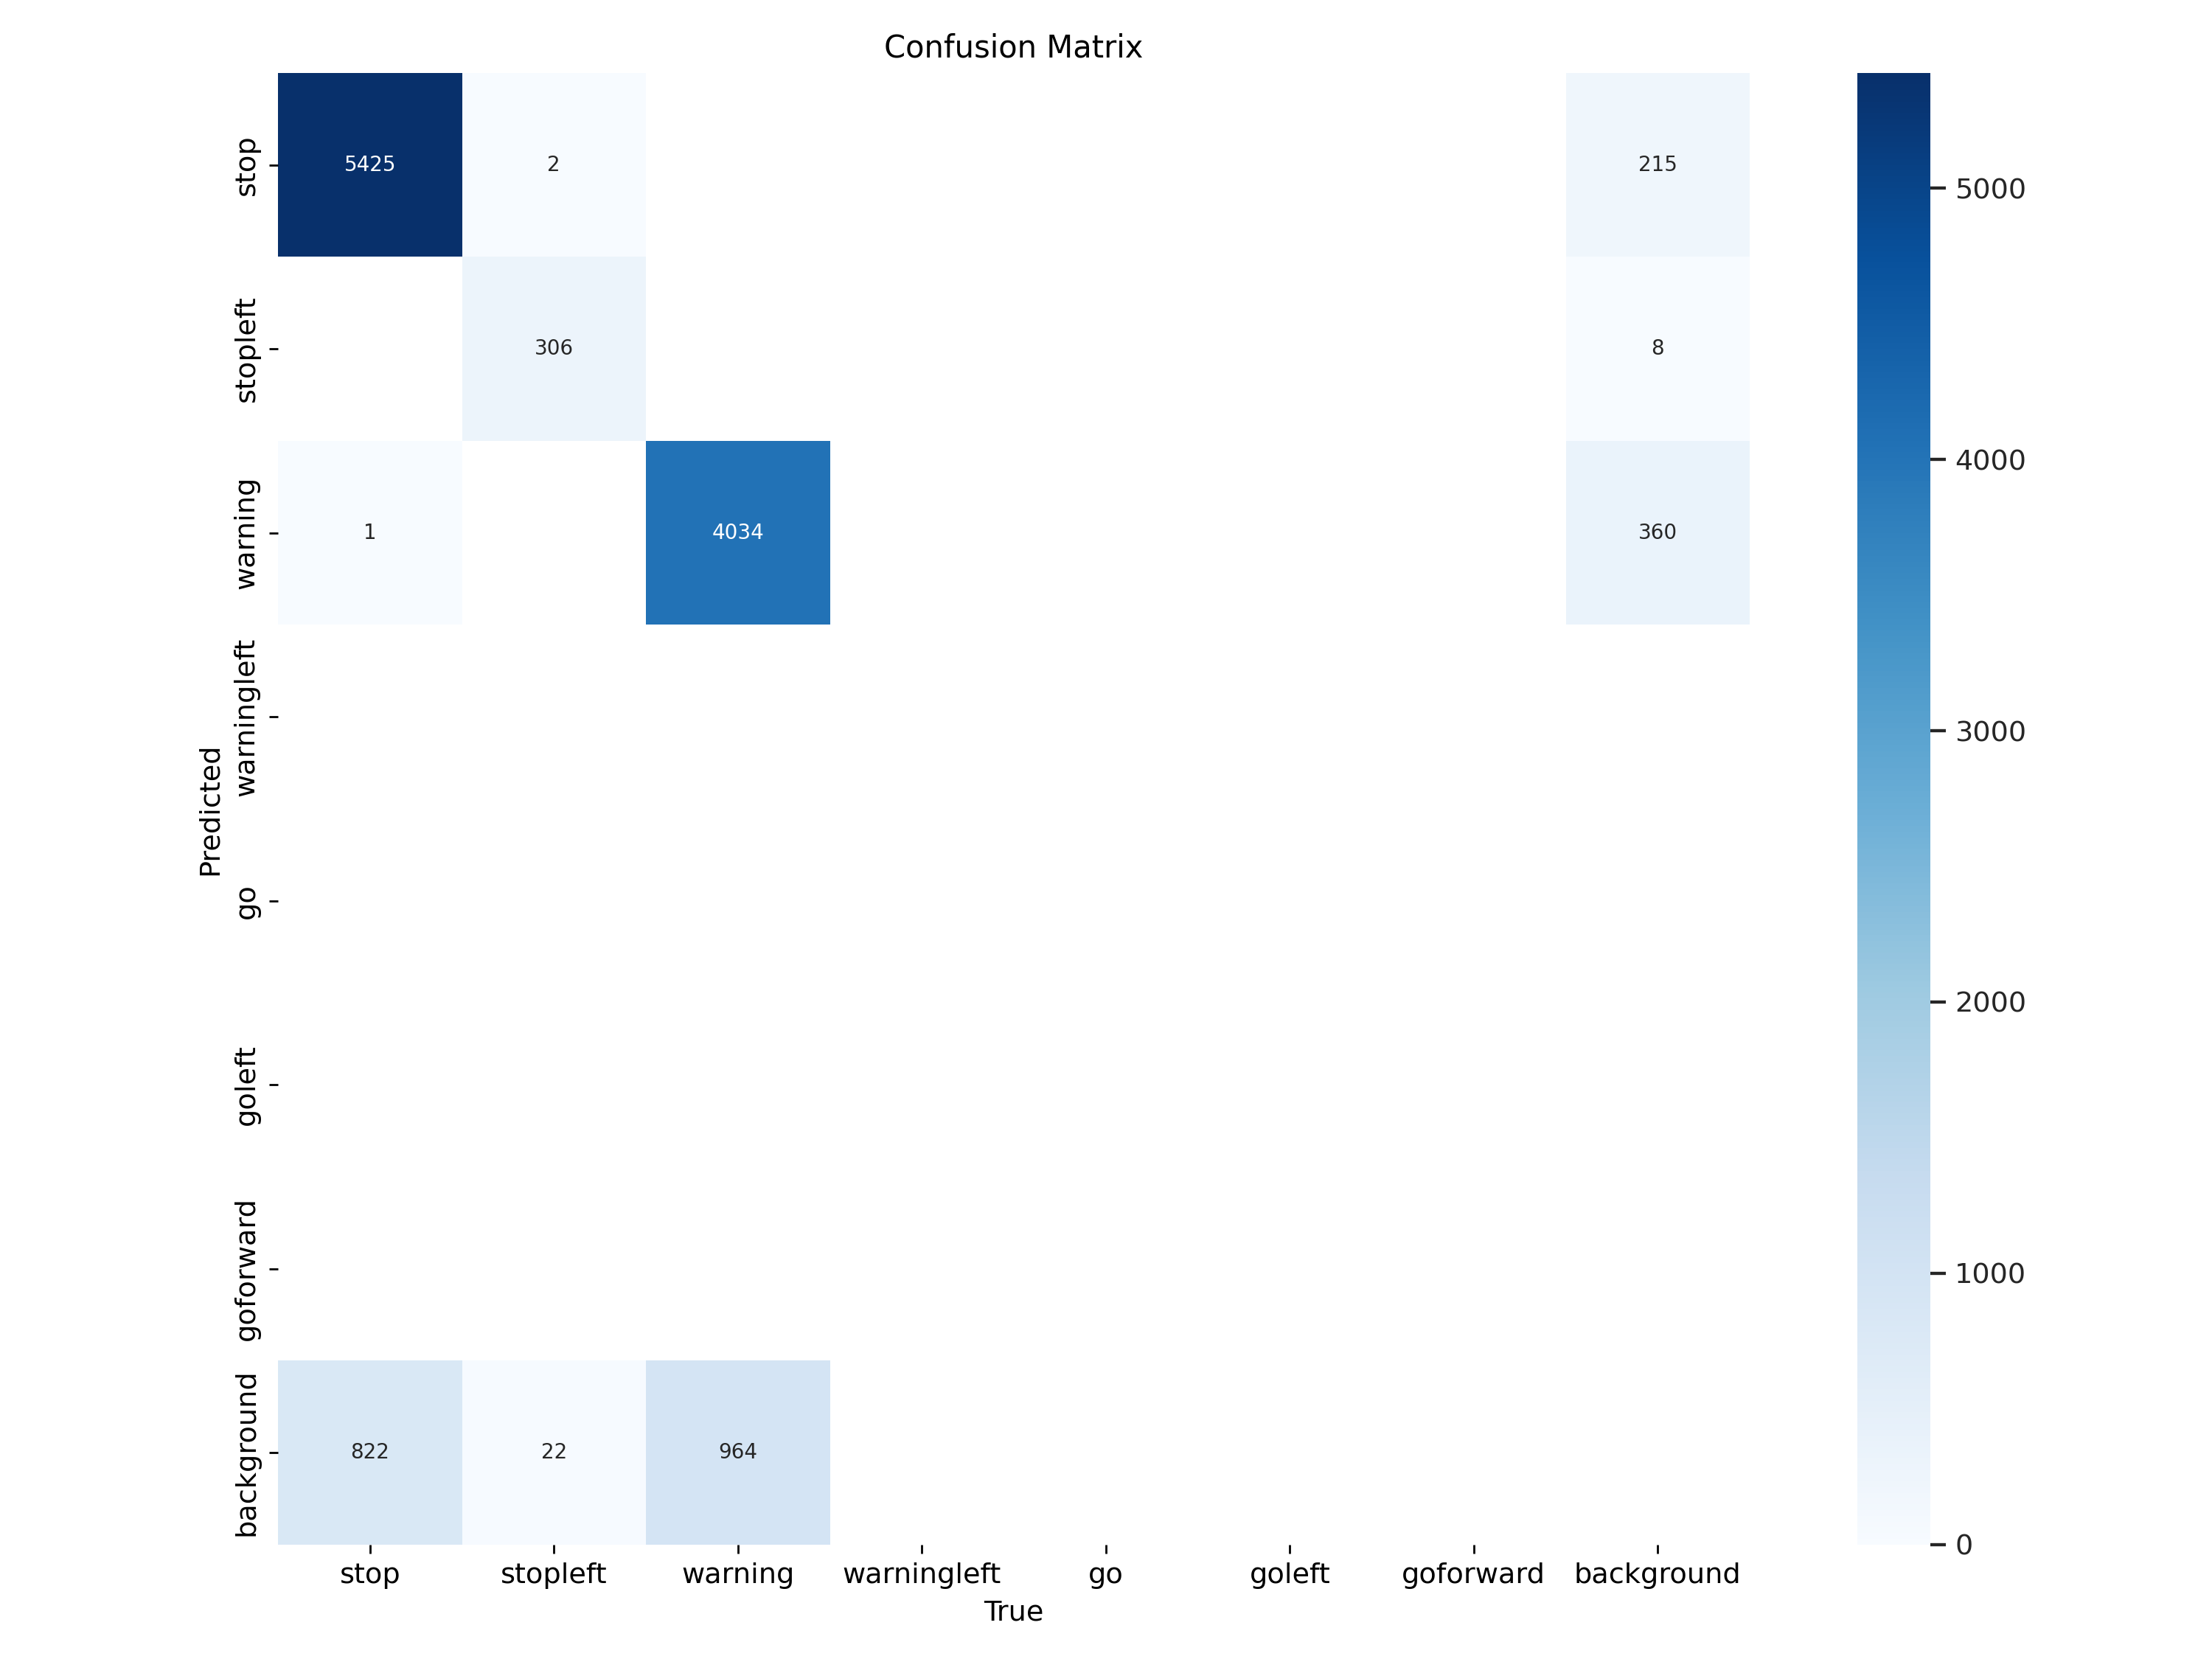 Confusion Matrix
stop
5425
2
215
stopleft
306
8
warning
1
4034
360
warningleft
go
goleft
goforward
background
822
22
964
Predicted
stop
stopleft
warning
warningleft
go
goleft
goforward
background
True
5000
4000
3000
2000
1000
0